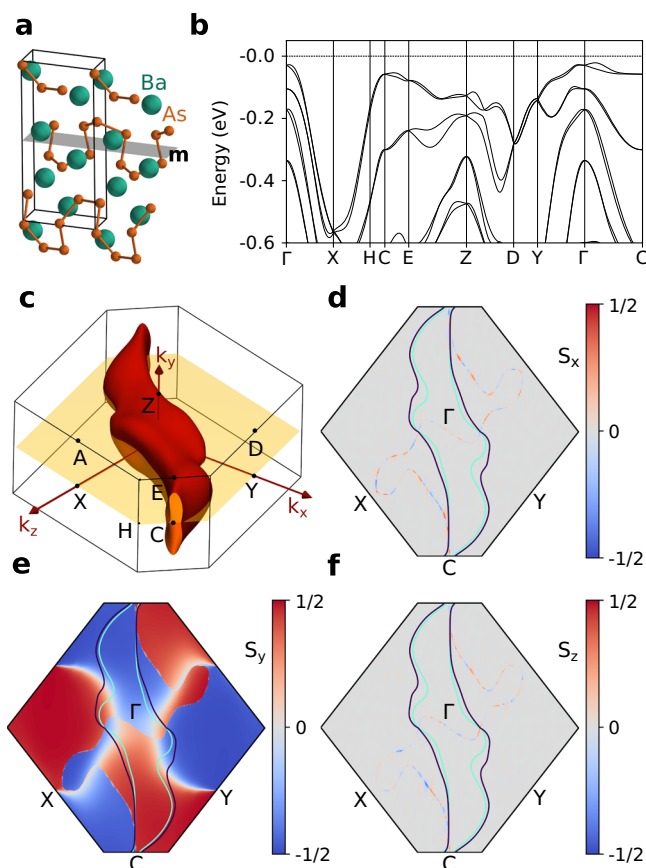 a
Ba
As
m
b
Energy (eV)
-0.0
-0.2
-0.4
-0.6
Γ X H C E Z D Y Γ C
c
k_y
Z
A
D
E
X
Y
H
C
k_z
k_x
d
Γ
X
Y
C
S_x
1/2
0
-1/2
e
Γ
X
Y
C
S_y
1/2
0
-1/2
f
Γ
X
Y
C
S_z
1/2
0
-1/2